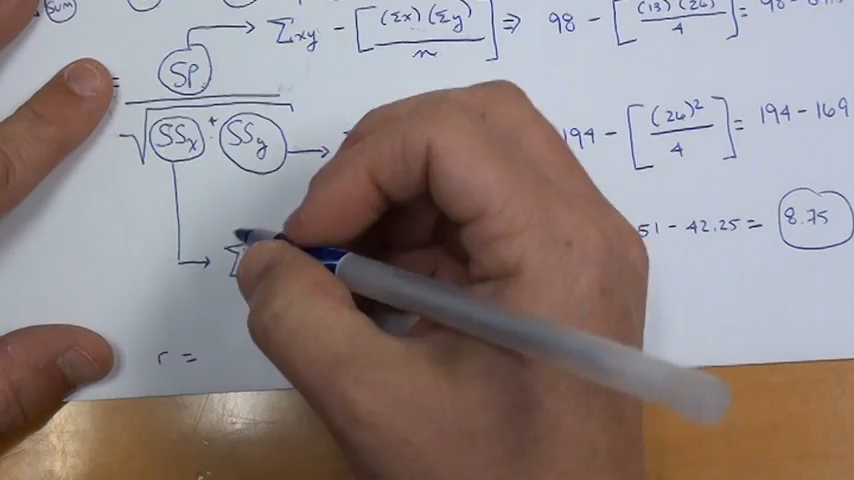 SUM
SP → Σxy - [(Σx)(Σy) / n] ⇒ 98 - [(13)(26) / 4] = 98 -
=
√SSx + SSy → 194 - [(26)² / 4] = 194 - 169
Σ 51 - 42.25 = 8.75
r =